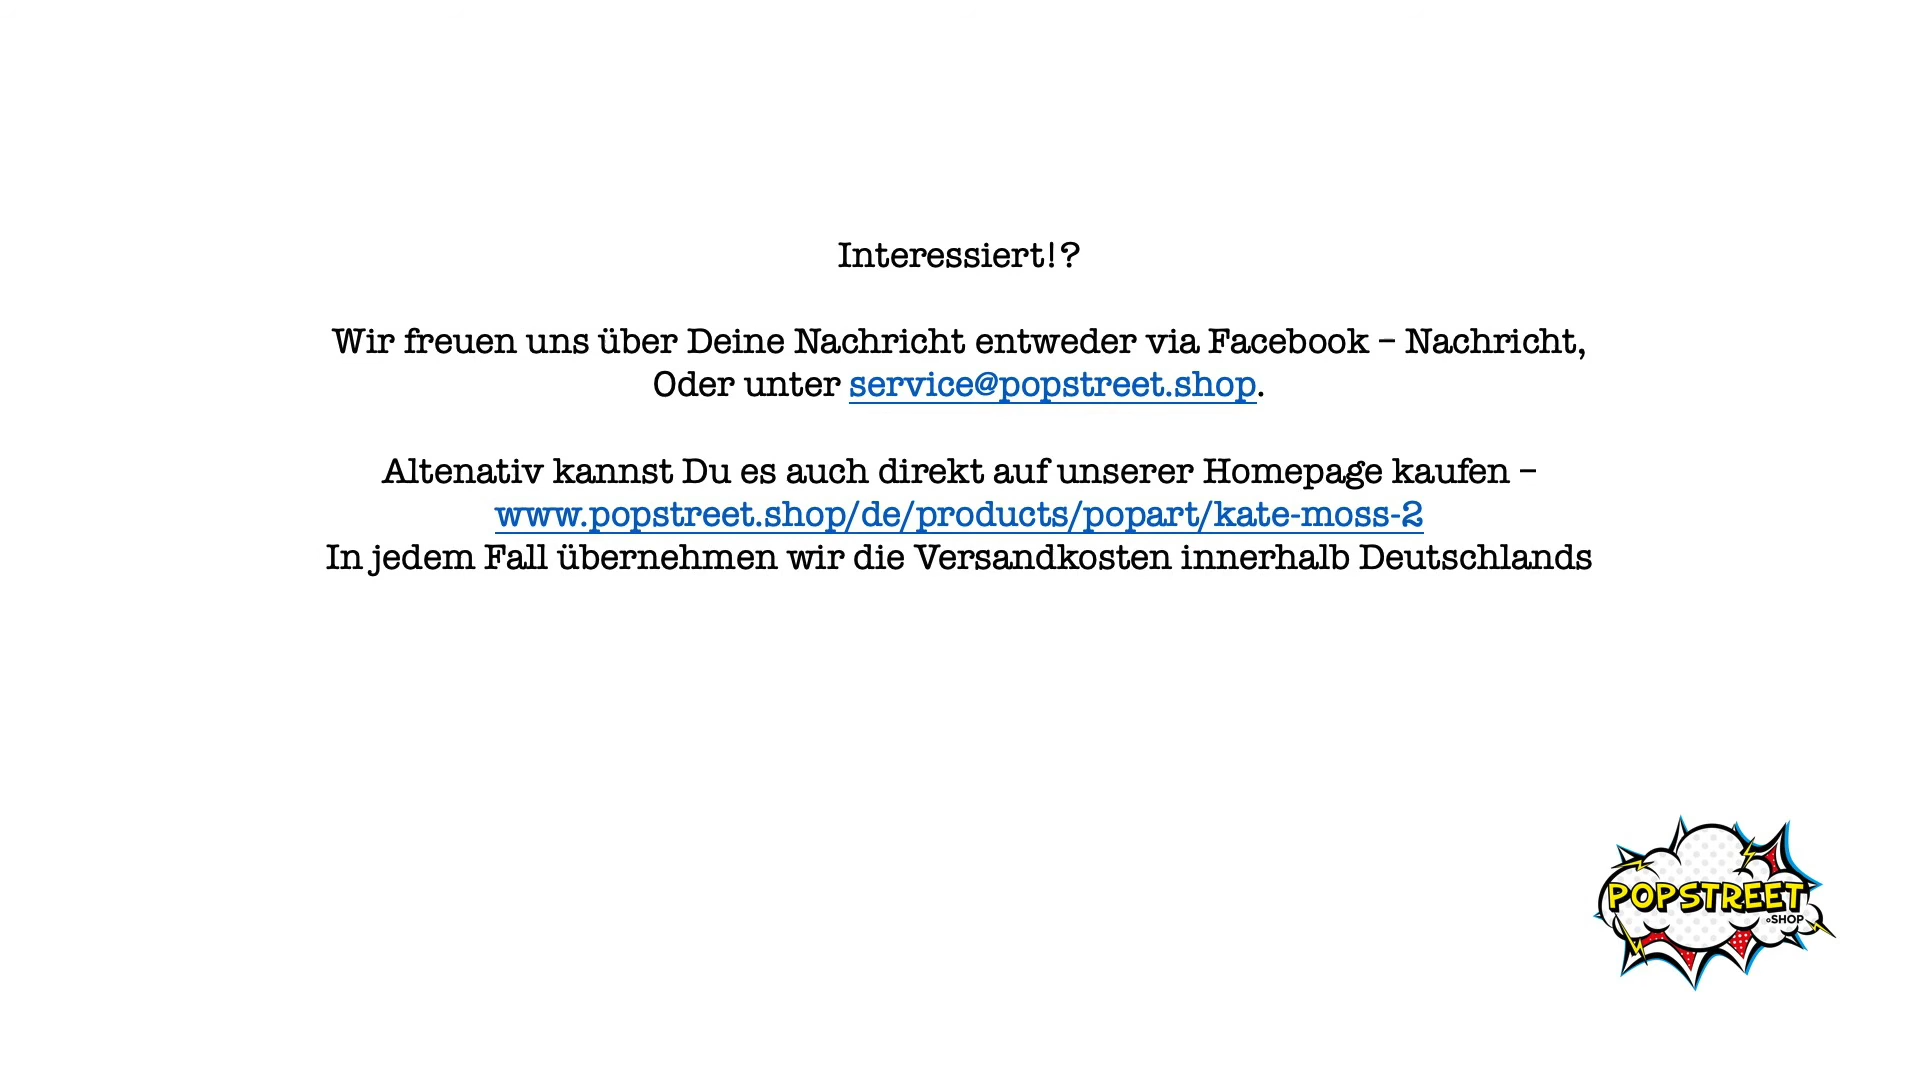 Interessiert!?
Wir freuen uns über Deine Nachricht entweder via Facebook – Nachricht,
Oder unter service@popstreet.shop.
Altenativ kannst Du es auch direkt auf unserer Homepage kaufen –
www.popstreet.shop/de/products/popart/kate-moss-2
In jedem Fall übernehmen wir die Versandkosten innerhalb Deutschlands
POPSTREET
.SHOP